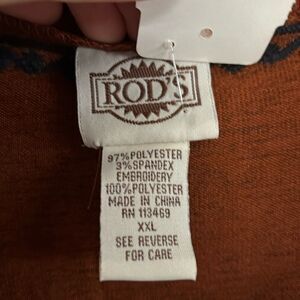 ROD'S
97%POLYESTER
3%SPANDEX
EMBROIDERY
100%POLYESTER
MADE IN CHINA
RN 113469
XXL
SEE REVERSE
FOR CARE